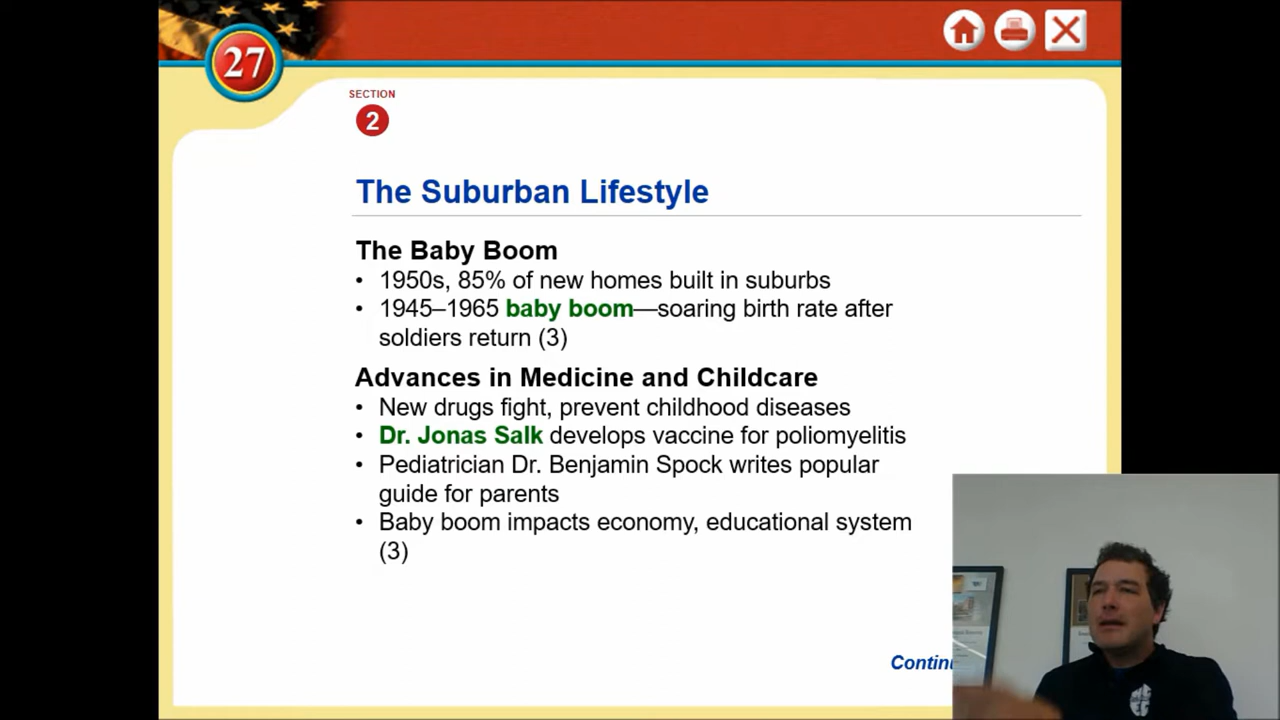 27
SECTION
2
The Suburban Lifestyle
The Baby Boom
• 1950s, 85% of new homes built in suburbs
• 1945–1965 baby boom—soaring birth rate after
soldiers return (3)
Advances in Medicine and Childcare
• New drugs fight, prevent childhood diseases
• Dr. Jonas Salk develops vaccine for poliomyelitis
• Pediatrician Dr. Benjamin Spock writes popular
guide for parents
• Baby boom impacts economy, educational system
(3)